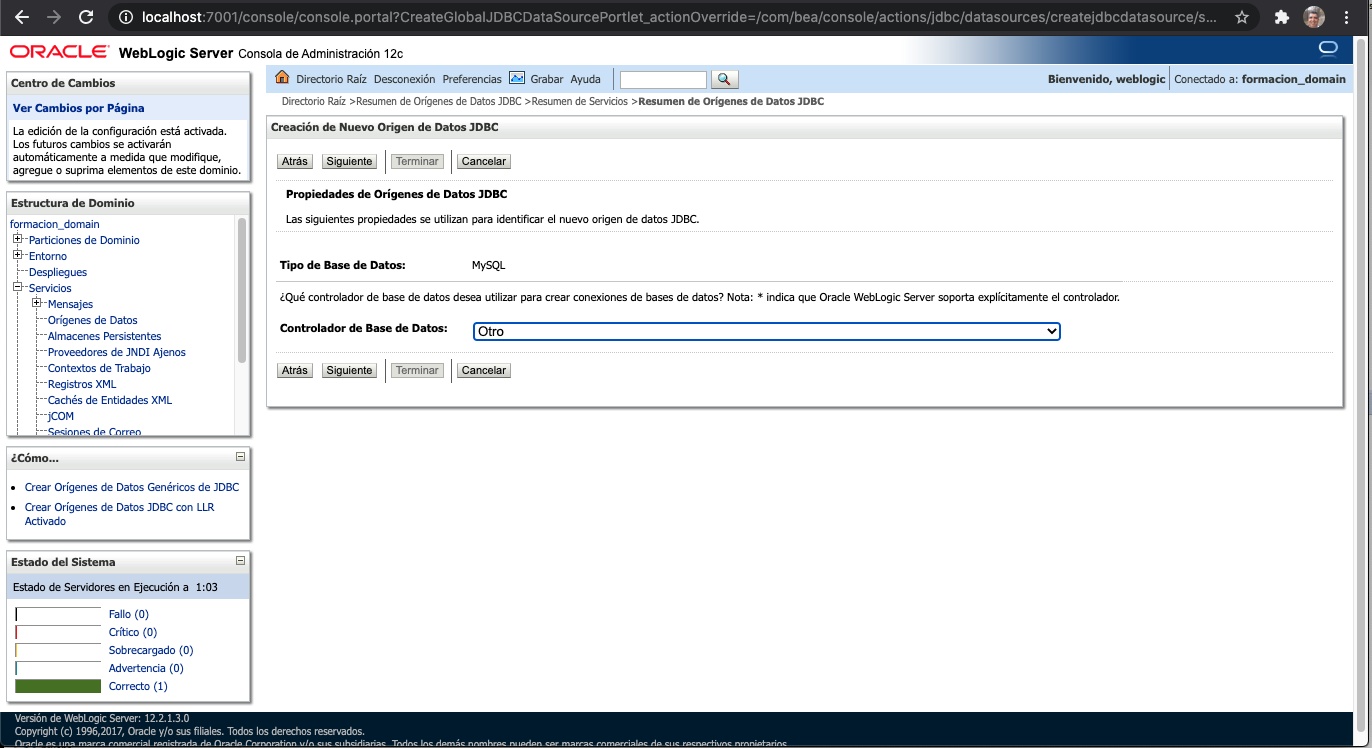 localhost:7001/console/console.portal?CreateGlobalJDBCDataSourcePortlet_actionOverride=/com/bea/console/actions/jdbc/datasources/createjdbcdatasource/s...
ORACLE WebLogic Server Consola de Administración 12c
Centro de Cambios
Ver Cambios por Página
La edición de la configuración está activada.
Los futuros cambios se activarán
automáticamente a medida que modifique,
agregue o suprima elementos de este dominio.
Estructura de Dominio
formacion_domain
Particiones de Dominio
Entorno
Despliegues
Servicios
Mensajes
Orígenes de Datos
Almacenes Persistentes
Proveedores de JNDI Ajenos
Contextos de Trabajo
Registros XML
Cachés de Entidades XML
jCOM
Sesiones de Correo
¿Cómo...
Crear Orígenes de Datos Genéricos de JDBC
Crear Orígenes de Datos JDBC con LLR
Activado
Estado del Sistema
Estado de Servidores en Ejecución a 1:03
Fallo (0)
Crítico (0)
Sobrecargado (0)
Advertencia (0)
Correcto (1)
Directorio Raíz Desconexión Preferencias Grabar Ayuda
Bienvenido, weblogic Conectado a: formacion_domain
Directorio Raíz >Resumen de Orígenes de Datos JDBC >Resumen de Servicios >Resumen de Orígenes de Datos JDBC
Creación de Nuevo Origen de Datos JDBC
Atrás Siguiente Terminar Cancelar
Propiedades de Orígenes de Datos JDBC
Las siguientes propiedades se utilizan para identificar el nuevo origen de datos JDBC.
Tipo de Base de Datos: MySQL
¿Qué controlador de base de datos desea utilizar para crear conexiones de bases de datos? Nota: * indica que Oracle WebLogic Server soporta explícitamente el controlador.
Controlador de Base de Datos: Otro
Atrás Siguiente Terminar Cancelar
Versión de WebLogic Server: 12.2.1.3.0
Copyright (c) 1996,2017, Oracle y/o sus filiales. Todos los derechos reservados.
Oracle es una marca comercial registrada de Oracle Corporation y/o sus subsidiarias. Todos los demás nombres pueden ser marcas comerciales de sus respectivos propietarios.